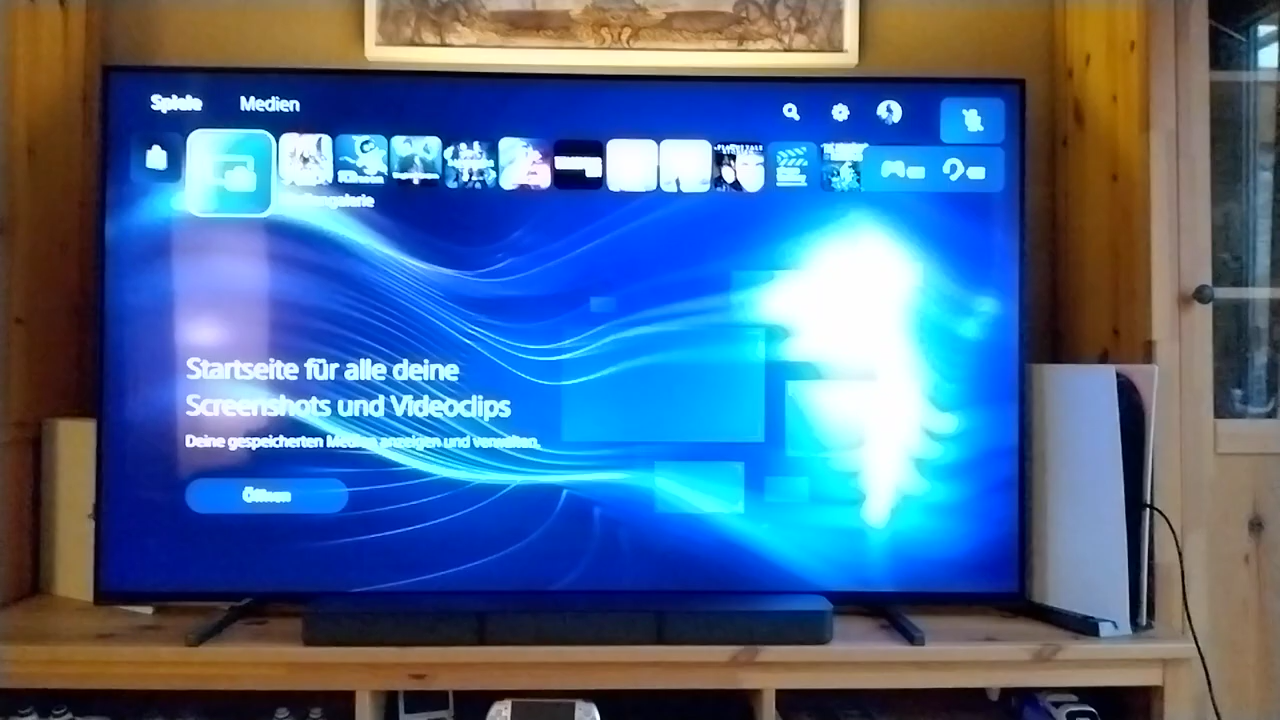 Spiele
Medien
Startseite für alle deine
Screenshots und Videoclips
Deine gespeicherten Medien anzeigen und verwalten.
Öffnen